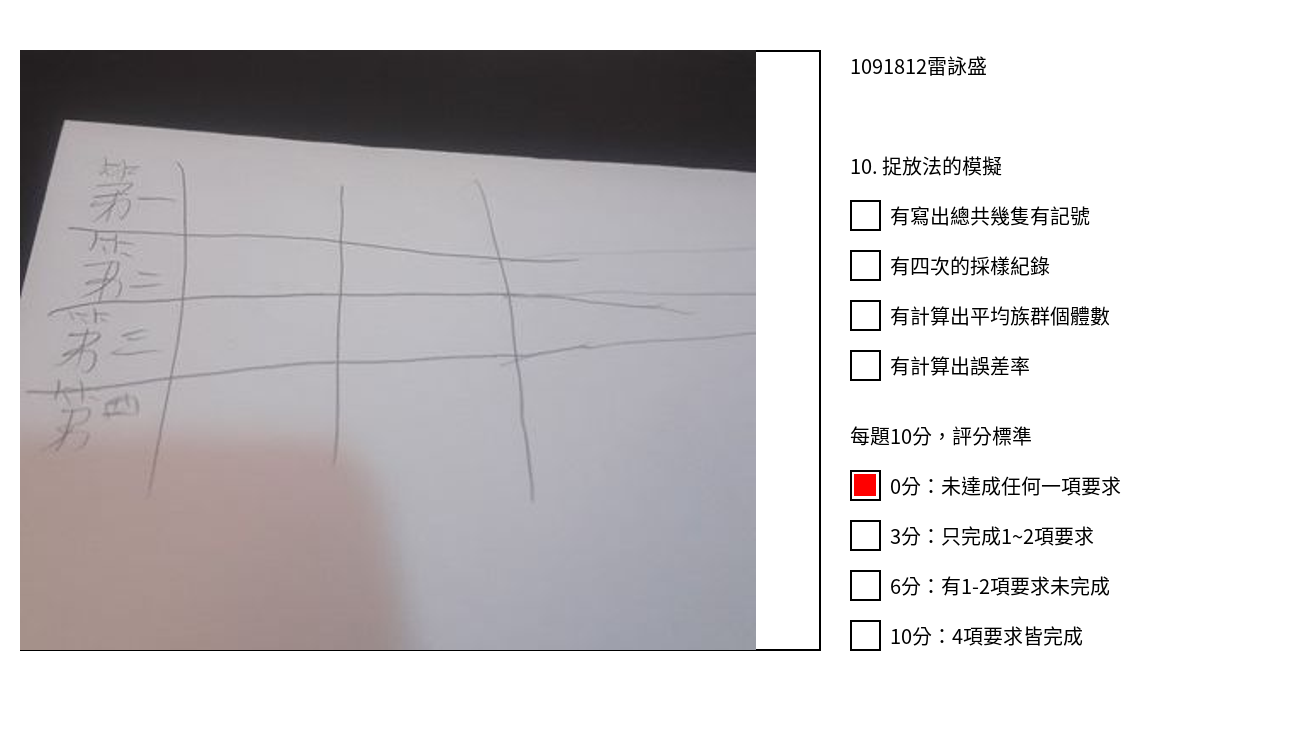 第一
第二
第三
第四
1091812雷詠盛
10. 捉放法的模擬
有寫出總共幾隻有記號
有四次的採樣紀錄
有計算出平均族群個體數
有計算出誤差率
每題10分，評分標準
0分：未達成任何一項要求
3分：只完成1~2項要求
6分：有1-2項要求未完成
10分：4項要求皆完成